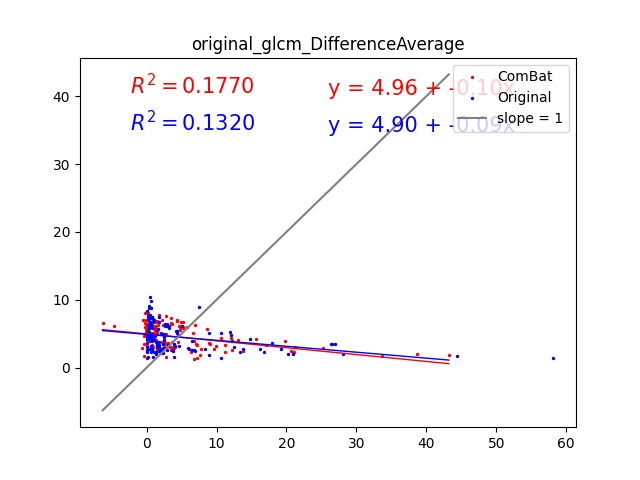 original_glcm_DifferenceAverage
R² = 0.1770 y = 4.96 + -0.10x
R² = 0.1320 y = 4.90 + -0.09x
ComBat
Original
slope = 1
40
30
20
10
0
0 10 20 30 40 50 60